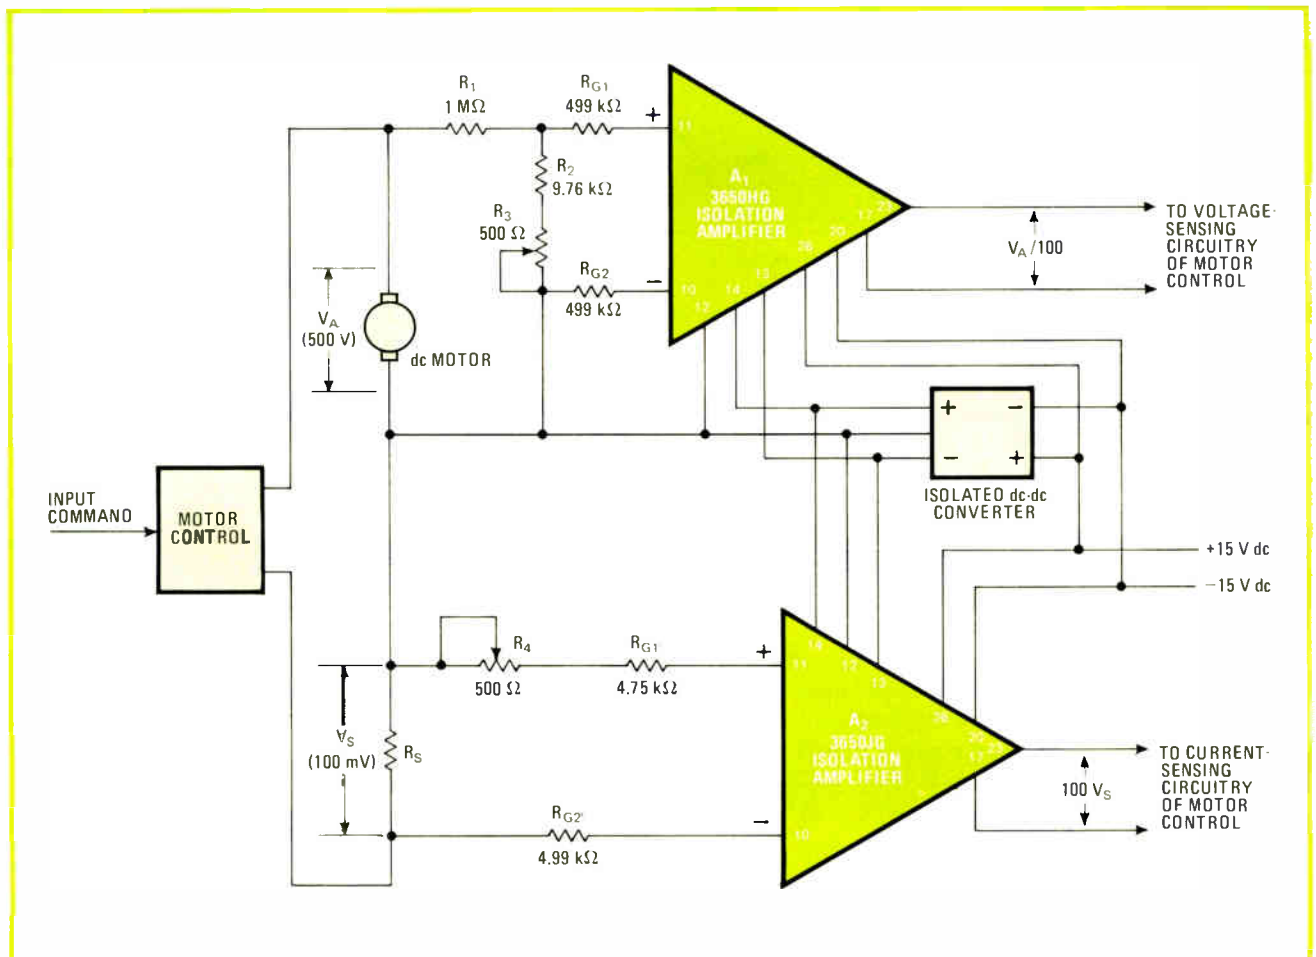 R1
1 MΩ
RG1
499 kΩ
+
11
R2
9.76 kΩ
R3
500 Ω
A1
3650HG
ISOLATION
AMPLIFIER
23
17
20
26
13
14
12
10
−
RG2
499 kΩ
VA/100
TO VOLTAGE-
SENSING
CIRCUITRY
OF MOTOR
CONTROL
VA
(500 V)
dc MOTOR
+
−
−
+
ISOLATED dc-dc
CONVERTER
INPUT
COMMAND
MOTOR
CONTROL
+15 V dc
−15 V dc
R4
500 Ω
RG1'
4.75 kΩ
+
11
14
12
13
26
20
23
17
10
A2
3650JG
ISOLATION
AMPLIFIER
VS
(100 mV)
RS
RG2'
4.99 kΩ
−
100 VS
TO CURRENT-
SENSING
CIRCUITRY
OF MOTOR
CONTROL